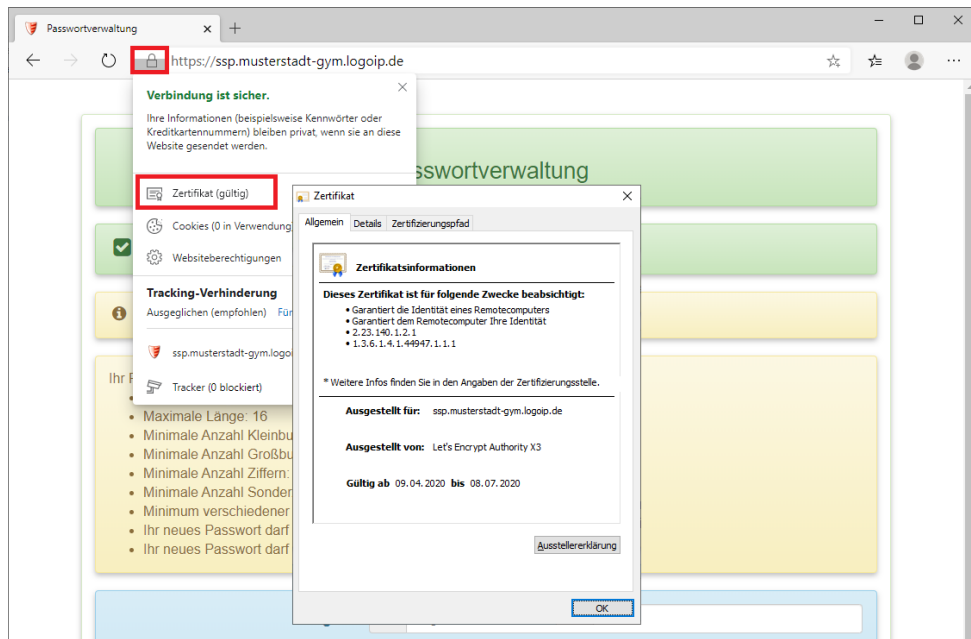 Passwortverwaltung
https://ssp.musterstadt-gym.logoip.de
Verbindung ist sicher.
Ihre Informationen (beispielsweise Kennwörter oder
Kreditkartennummern) bleiben privat, wenn sie an diese
Website gesendet werden.
Zertifikat (gültig)
Cookies (0 in Verwendung)
Websiteberechtigungen
Tracking-Verhinderung
Ausgeglichen (empfohlen) Für
ssp.musterstadt-gym.logoi
Tracker (0 blockiert)
sswortverwaltung
Ihr
Maximale Länge: 16
Minimale Anzahl Kleinbu
Minimale Anzahl Großbu
Minimale Anzahl Ziffern:
Minimale Anzahl Sonder
Minimum verschiedener
Ihr neues Passwort darf
Ihr neues Passwort darf
Zertifikat
Allgemein Details Zertifizierungspfad
Zertifikatsinformationen
Dieses Zertifikat ist für folgende Zwecke beabsichtigt:
• Garantiert die Identität eines Remotecomputers
• Garantiert dem Remotecomputer Ihre Identität
• 2.23.140.1.2.1
• 1.3.6.1.4.1.44947.1.1.1
* Weitere Infos finden Sie in den Angaben der Zertifizierungsstelle.
Ausgestellt für: ssp.musterstadt-gym.logoip.de
Ausgestellt von: Let's Encrypt Authority X3
Gültig ab 09.04.2020 bis 08.07.2020
Ausstellererklärung
OK